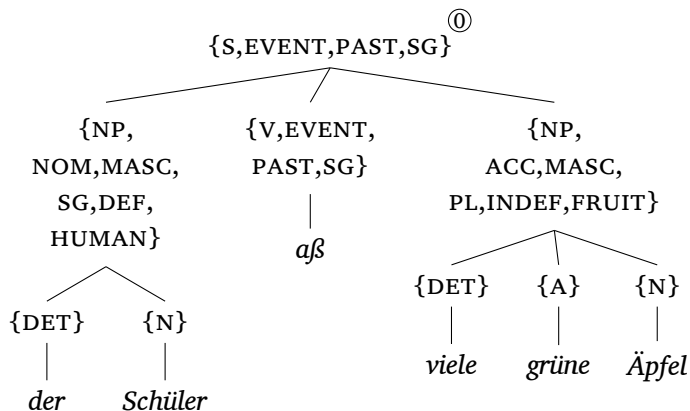 {S,EVENT,PAST,SG}⓪
{NP, {V,EVENT, {NP,
NOM,MASC, PAST,SG} ACC,MASC,
SG,DEF, PL,INDEF,FRUIT}
HUMAN} aß
{DET} {A} {N}
{DET} {N}
viele grüne Äpfel
der Schüler